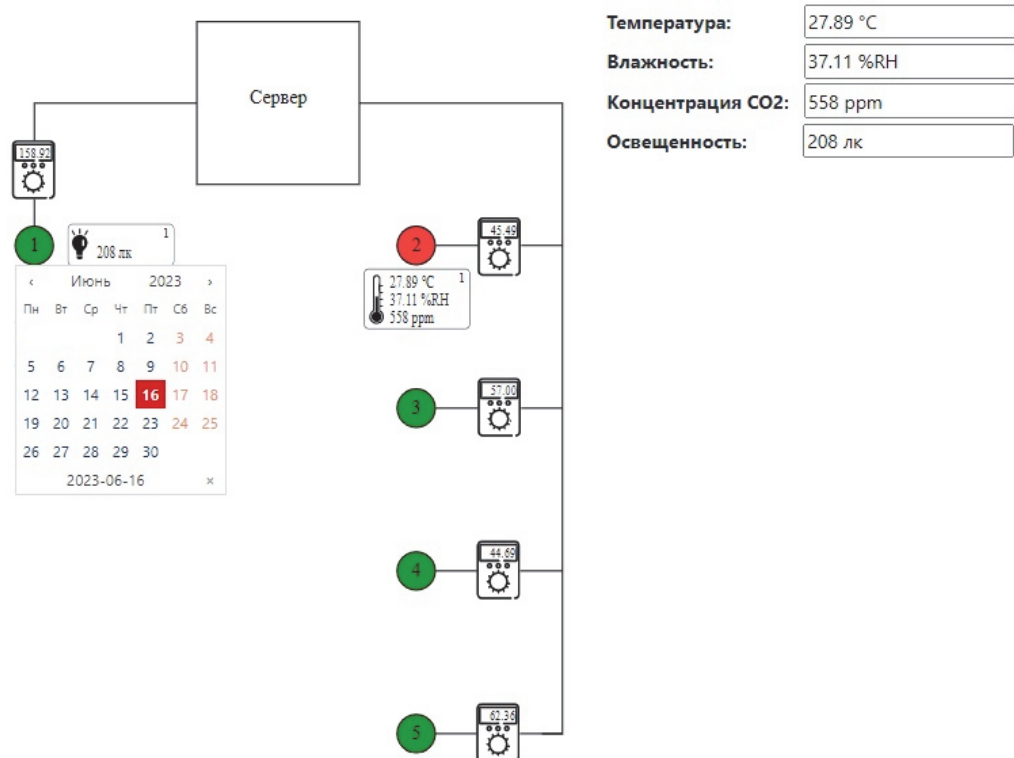 Температура: 27.89 °C
Влажность: 37.11 %RH
Концентрация CO2: 558 ppm
Освещенность: 208 лк
Сервер
158.92
1
208 лк 1
‹ Июнь 2023 ›
Пн Вт Ср Чт Пт Сб Вс
1 2 3 4
5 6 7 8 9 10 11
12 13 14 15 16 17 18
19 20 21 22 23 24 25
26 27 28 29 30
2023-06-16 ×
2
45.49
27.89 °C 1
37.11 %RH
558 ppm
3
57.00
4
44.69
5
62.36